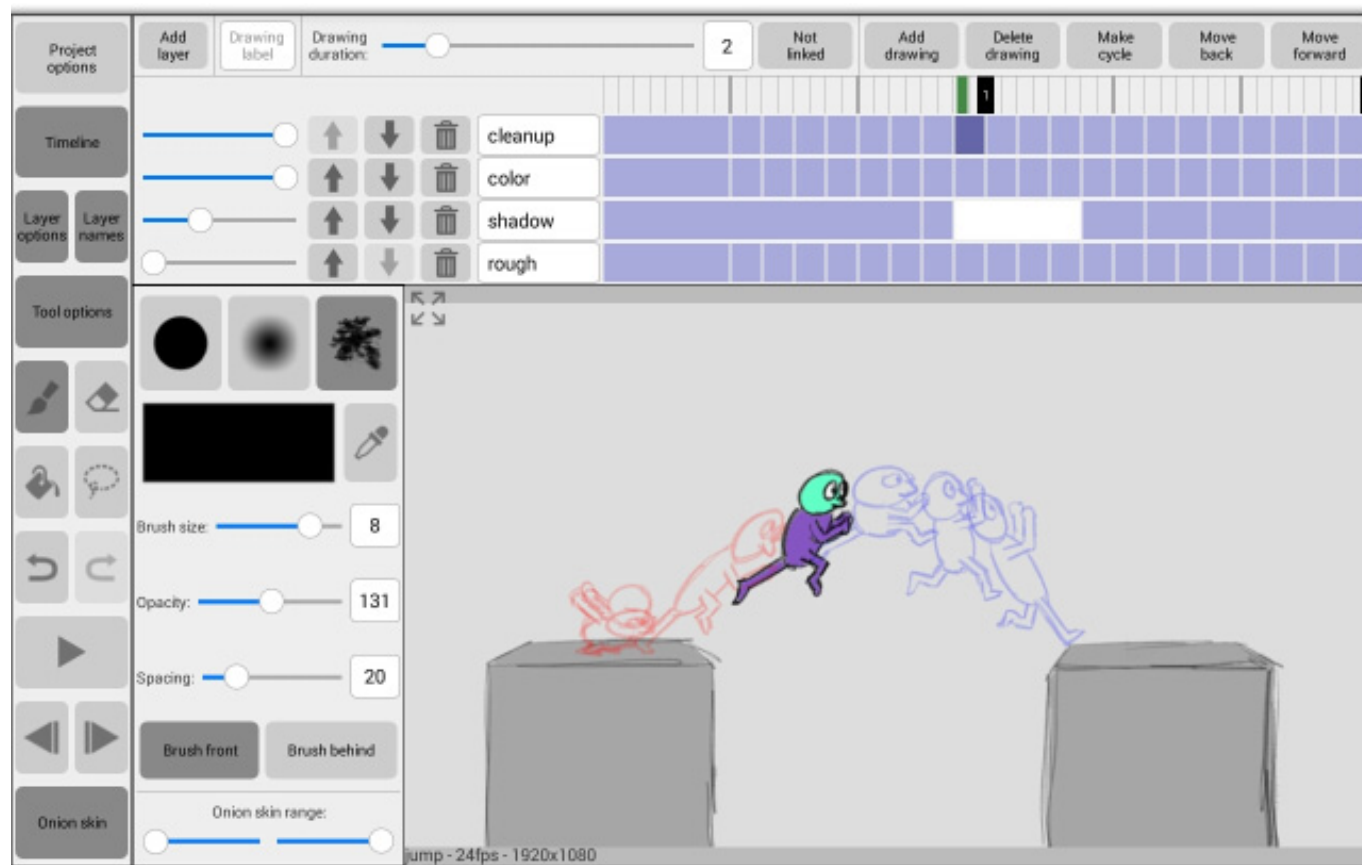 Project
options
Add
layer
Drawing
label
Drawing
duration:
2
Not
linked
Add
drawing
Delete
drawing
Make
cycle
Move
back
Move
forward
1
Timeline
cleanup
color
Layer
options
Layer
names
shadow
rough
Tool options
Brush size:
8
Opacity:
131
Spacing:
20
Brush front
Brush behind
Onion skin
Onion skin range:
jump - 24fps - 1920x1080